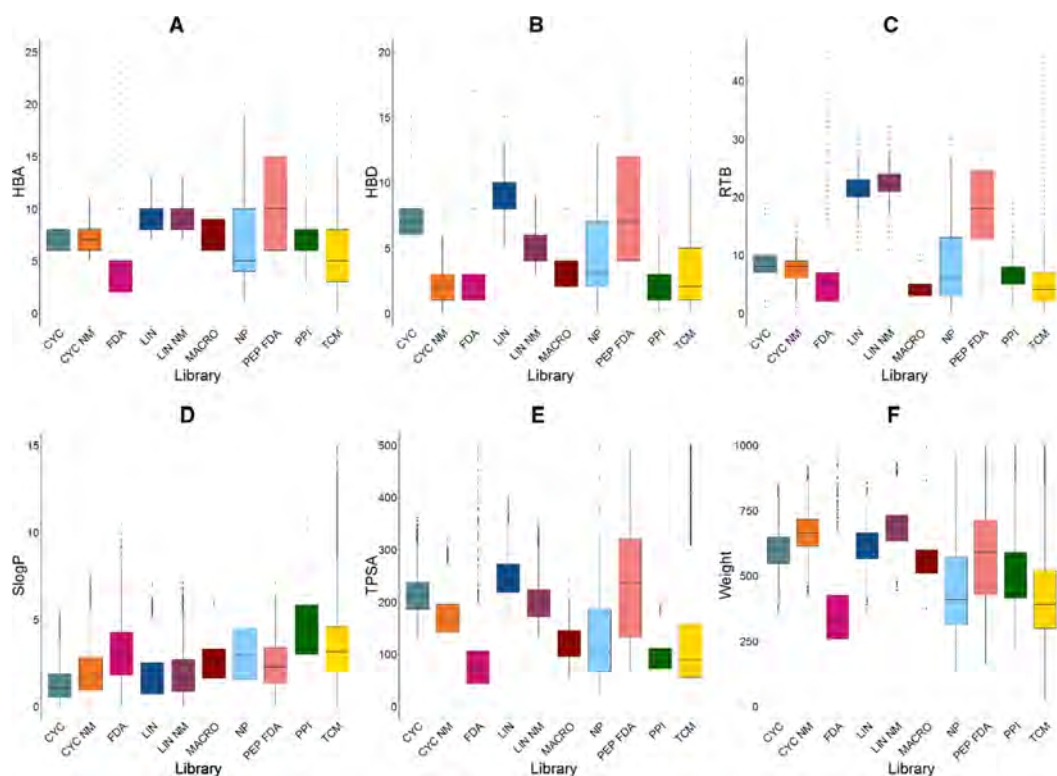 A
B
C
25
20
15
10
5
0
HBA
CYC
CYC NM
FDA
LIN
LIN NM
MACRO
NP
PEP FDA
PPI
TCM
Library
20
15
10
5
0
HBD
CYC
CYC NM
FDA
LIN
LIN NM
MACRO
NP
PEP FDA
PPI
TCM
Library
40
30
20
10
0
RTB
CYC
CYC NM
FDA
LIN
LIN NM
MACRO
NP
PEP FDA
PPI
TCM
Library
D
E
F
15
10
5
0
SlogP
CYC
CYC NM
FDA
LIN
LIN NM
MACRO
NP
PEP FDA
PPI
TCM
Library
500
400
300
200
100
0
TPSA
CYC
CYC NM
FDA
LIN
LIN NM
MACRO
NP
PEP FDA
PPI
TCM
Library
1000
750
500
250
0
Weight
CYC
CYC NM
FDA
LIN
LIN NM
MACRO
NP
PEP FDA
PPI
TCM
Library